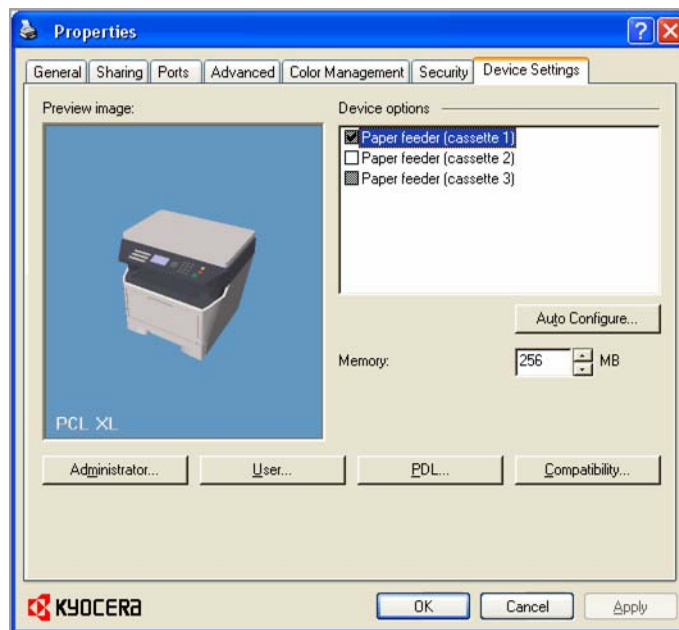 Properties
General Sharing Ports Advanced Color Management Security Device Settings
Preview image:
Device options
Paper feeder (cassette 1)
Paper feeder (cassette 2)
Paper feeder (cassette 3)
Auto Configure...
Memory: 256 MB
PCL XL
Administrator... User... PDL... Compatibility...
KYOCERA
OK Cancel Apply